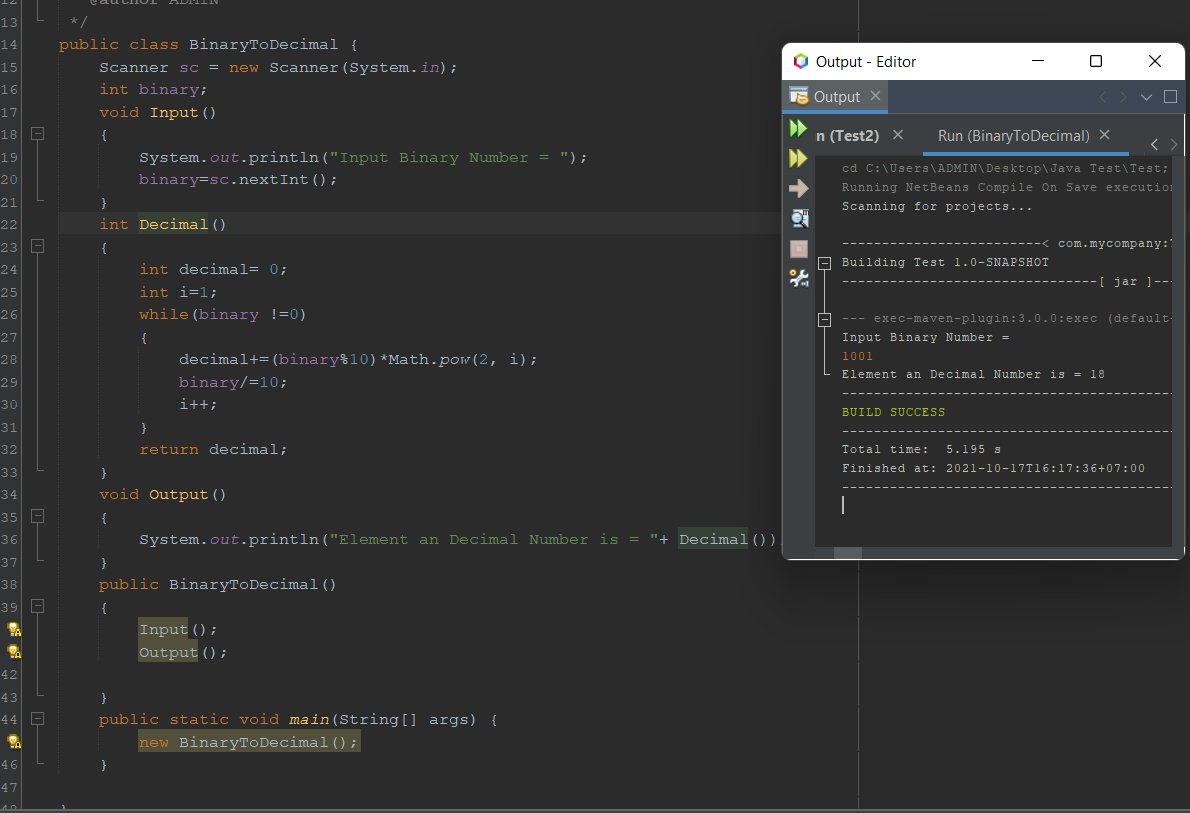 12 @author ADMIN
13 */
14 public class BinaryToDecimal {
15 Scanner sc = new Scanner(System.in);
16 int binary;
17 void Input()
18 {
19 System.out.println("Input Binary Number = ");
20 binary=sc.nextInt();
21 }
22 int Decimal()
23 {
24 int decimal= 0;
25 int i=1;
26 while(binary !=0)
27 {
28 decimal+=(binary%10)*Math.pow(2, i);
29 binary/=10;
30 i++;
31 }
32 return decimal;
33 }
34 void Output()
35 {
36 System.out.println("Element an Decimal Number is = "+ Decimal())
37 }
38 public BinaryToDecimal()
39 {
Input();
Output();
42
43 }
44 public static void main(String[] args) {
new BinaryToDecimal();
46 }
47
48 }
Output - Editor
Output
n (Test2) Run (BinaryToDecimal)
cd C:\Users\ADMIN\Desktop\Java Test\Test;
Running NetBeans Compile On Save execution
Scanning for projects...
-------------------------< com.mycompany:
Building Test 1.0-SNAPSHOT
--------------------------------[ jar ]---
--- exec-maven-plugin:3.0.0:exec (default-
Input Binary Number =
1001
Element an Decimal Number is = 18
------------------------------------------
BUILD SUCCESS
------------------------------------------
Total time:  5.195 s
Finished at: 2021-10-17T16:17:36+07:00
------------------------------------------